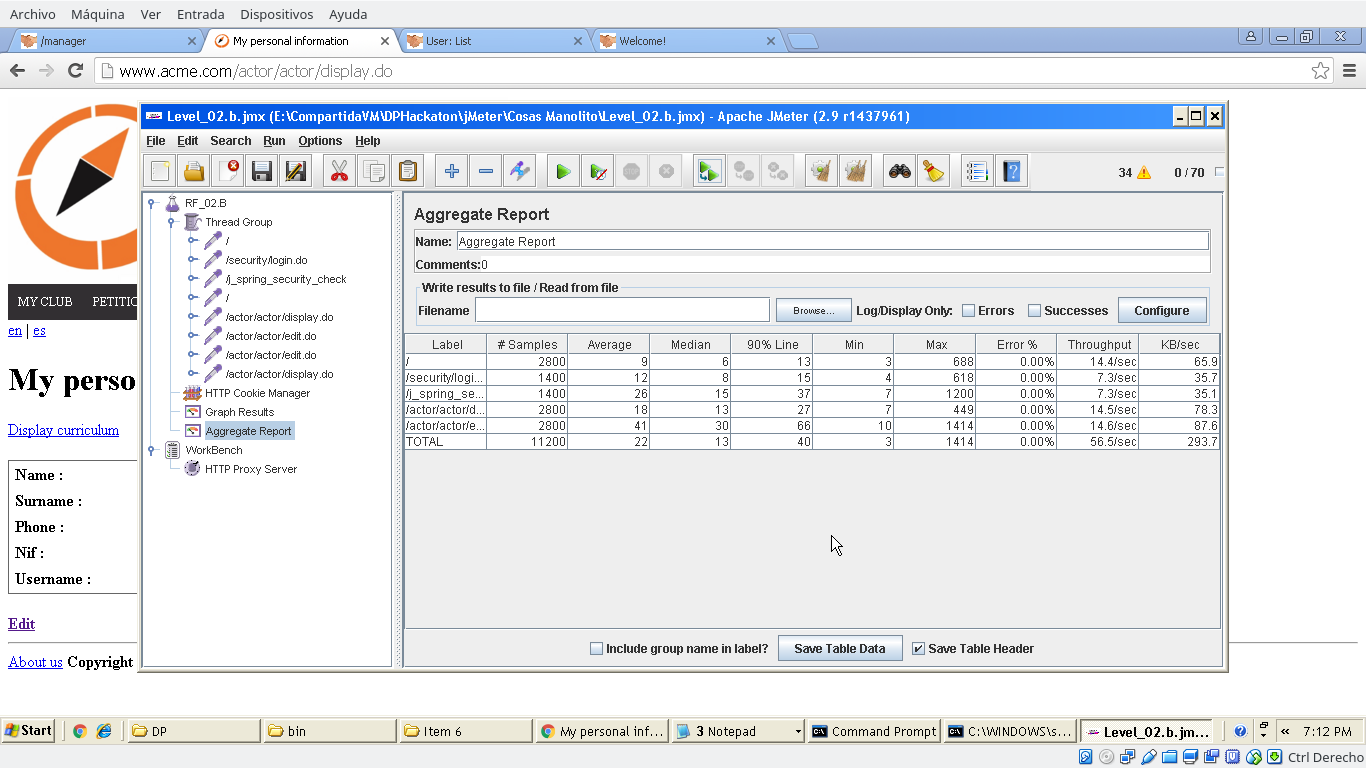 Archivo Máquina Ver Entrada Dispositivos Ayuda
/manager My personal information User: List Welcome!
www.acme.com/actor/actor/display.do
Level_02.b.jmx (E:\CompartidaVM\DPHackaton\jMeter\Cosas Manolito\Level_02.b.jmx) - Apache JMeter (2.9 r1437961)
File Edit Search Run Options Help
34 0 / 70
RF_02.B
Thread Group
/
/security/login.do
/j_spring_security_check
/
/actor/actor/display.do
/actor/actor/edit.do
/actor/actor/edit.do
/actor/actor/display.do
HTTP Cookie Manager
Graph Results
Aggregate Report
WorkBench
HTTP Proxy Server
Aggregate Report
Name: Aggregate Report
Comments:0
Write results to file / Read from file
Filename Browse... Log/Display Only: Errors Successes Configure
Label # Samples Average Median 90% Line Min Max Error % Throughput KB/sec
/ 2800 9 6 13 3 688 0.00% 14.4/sec 65.9
/security/logi... 1400 12 8 15 4 618 0.00% 7.3/sec 35.7
/j_spring_se... 1400 26 15 37 7 1200 0.00% 7.3/sec 35.1
/actor/actor/d... 2800 18 13 27 7 449 0.00% 14.5/sec 78.3
/actor/actor/e... 2800 41 30 66 10 1414 0.00% 14.6/sec 87.6
TOTAL 11200 22 13 40 3 1414 0.00% 56.5/sec 293.7
Include group name in label? Save Table Data Save Table Header
MY CLUB PETITIC
en | es
My perso
Display curriculum
Name :
Surname :
Phone :
Nif :
Username :
Edit
About us Copyright
Start DP bin Item 6 My personal inf... 3 Notepad Command Prompt C:\WINDOWS\s... Level_02.b.jm... 7:12 PM
Ctrl Derecho